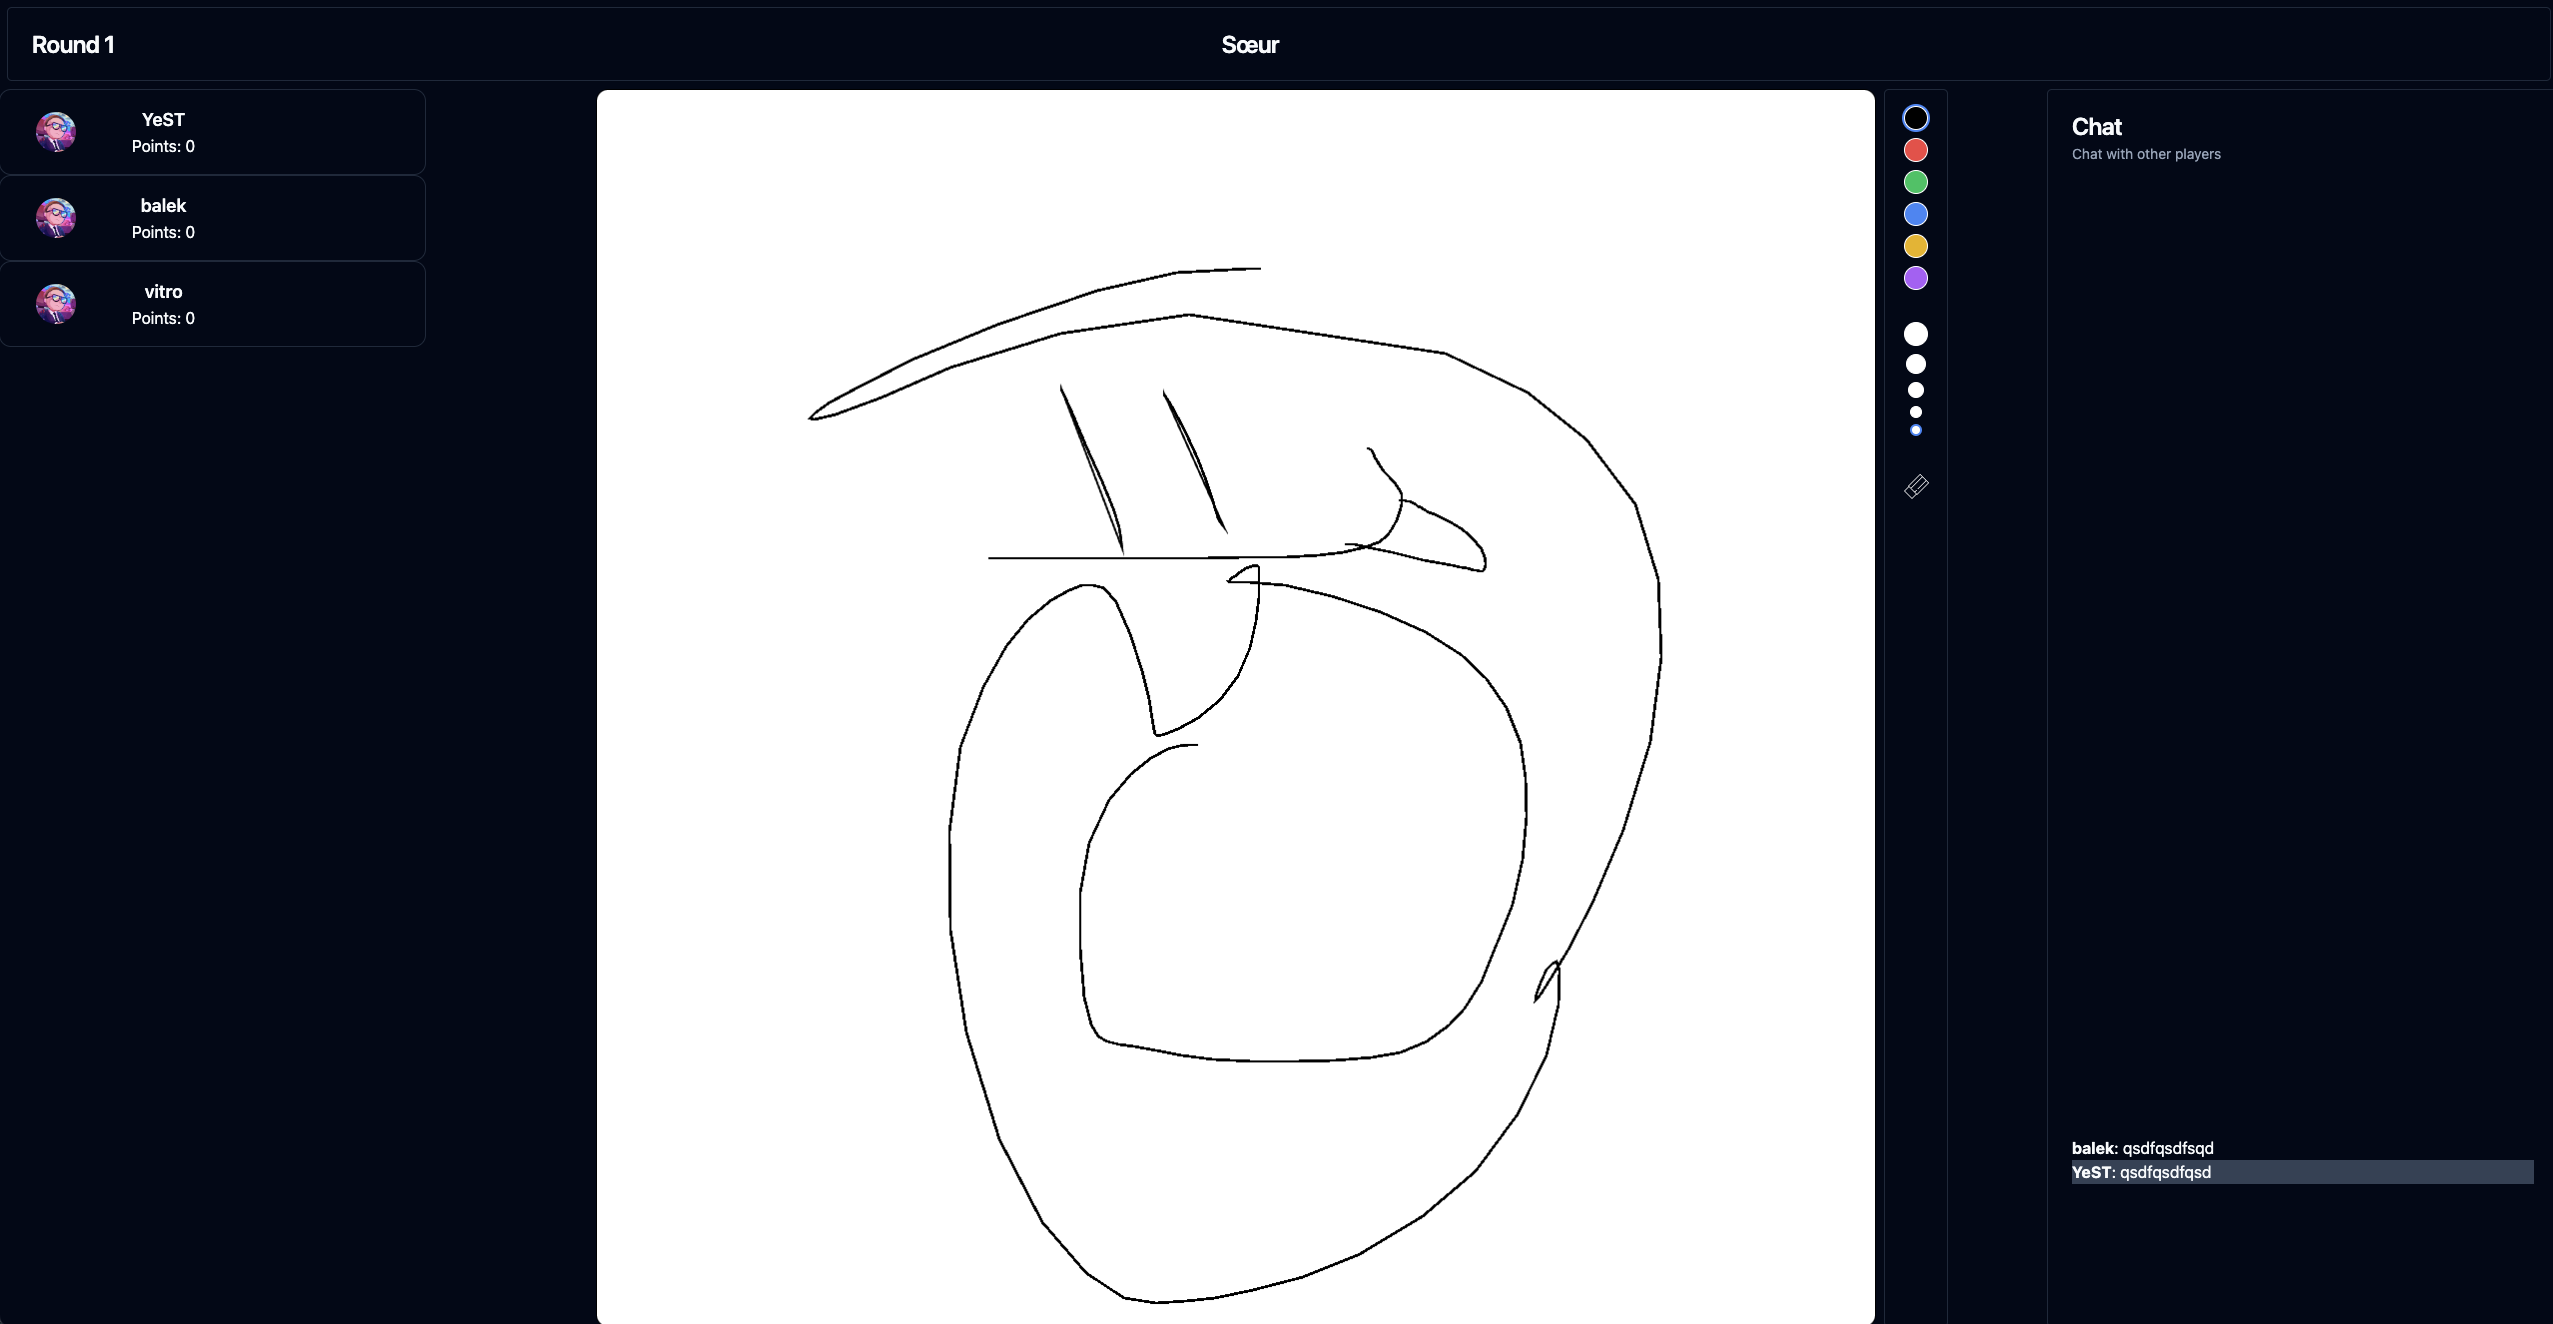 Round 1
Sœur
YeST
Points: 0
balek
Points: 0
vitro
Points: 0
Chat
Chat with other players
balek: qsdfqsdfsqd
YeST: qsdfqsdfqsd